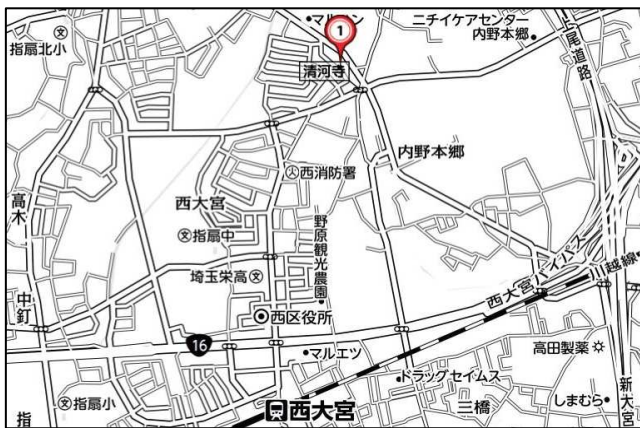 マルエツ
1
ニチイケアセンター
内野本郷
指扇北小
清河寺
上尾道路
内野本郷
西消防署
高木
西大宮
野原観光農園
指扇中
西大宮バイパス
川越線
埼玉栄高
中釘
西区役所
16
マルエツ
高田製薬
ドラッグセイムス
新大宮
指扇小
西大宮
三橋
しまむら
指